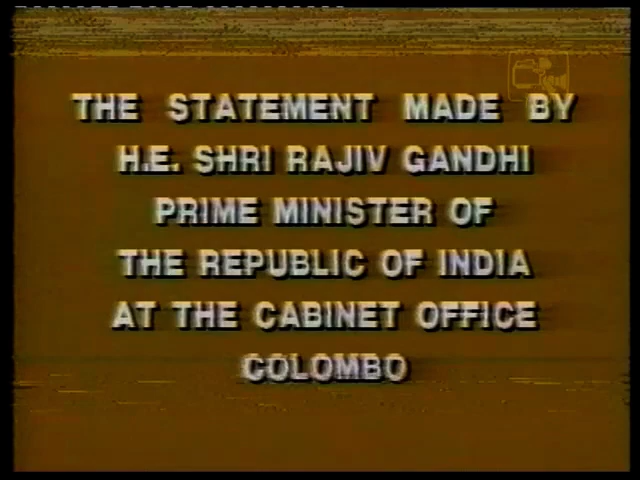 THE STATEMENT MADE BY
H.E. SHRI RAJIV GANDHI
PRIME MINISTER OF
THE REPUBLIC OF INDIA
AT THE CABINET OFFICE
COLOMBO